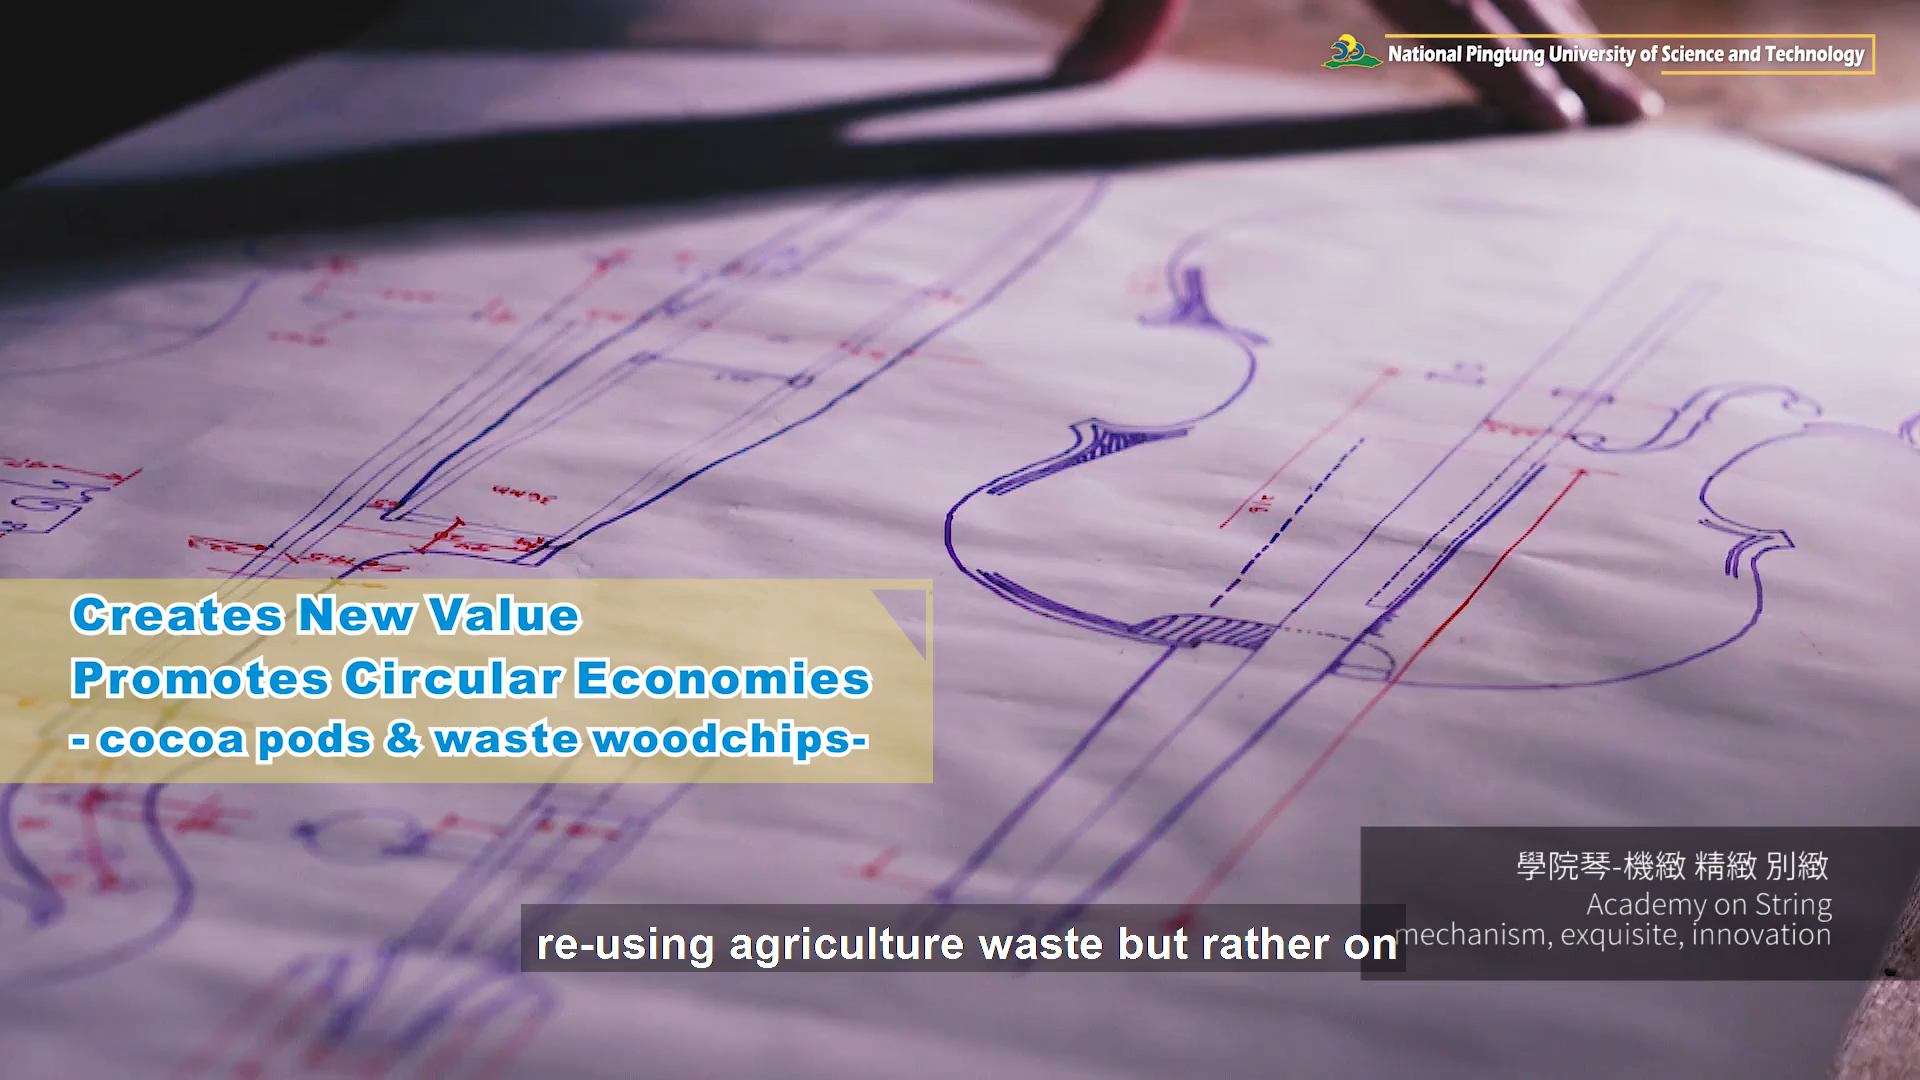 National Pingtung University of Science and Technology
36mm
Creates New Value
Promotes Circular Economies
- cocoa pods & waste woodchips-
學院琴-機緻 精緻 別緻
Academy on String
mechanism, exquisite, innovation
re-using agriculture waste but rather on